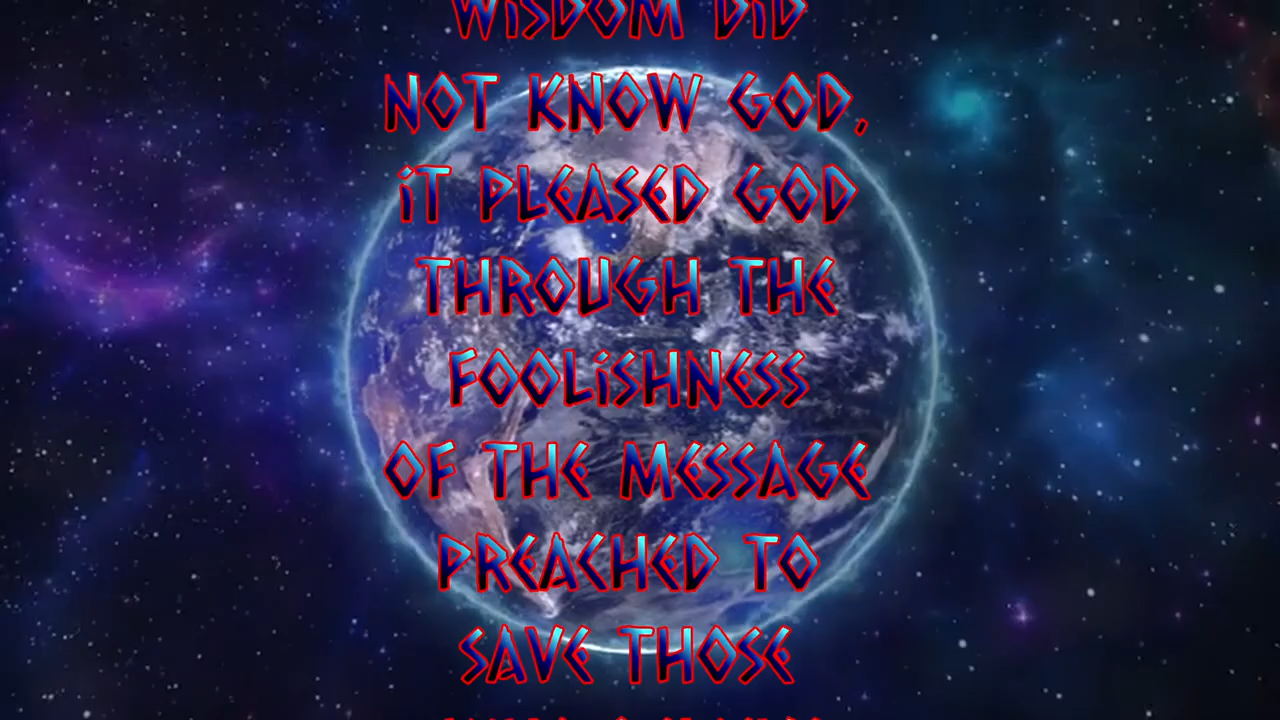 WiSDOM DiD
NOT KNOW GOD,
iT PLEASED GOD
THROUGH THE
FOOLiSHNESS
OF THE MESSAGE
PREACHED TO
SAVE THOSE